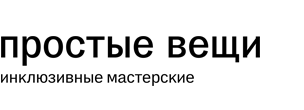 простые вещи
инклюзивные мастерские